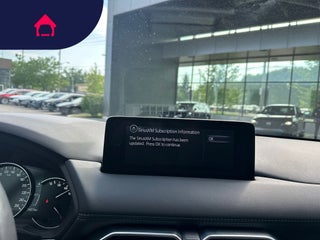 SiriusXM Subscription Information
The SiriusXM Subscription has been
updated. Press OK to continue.
OK